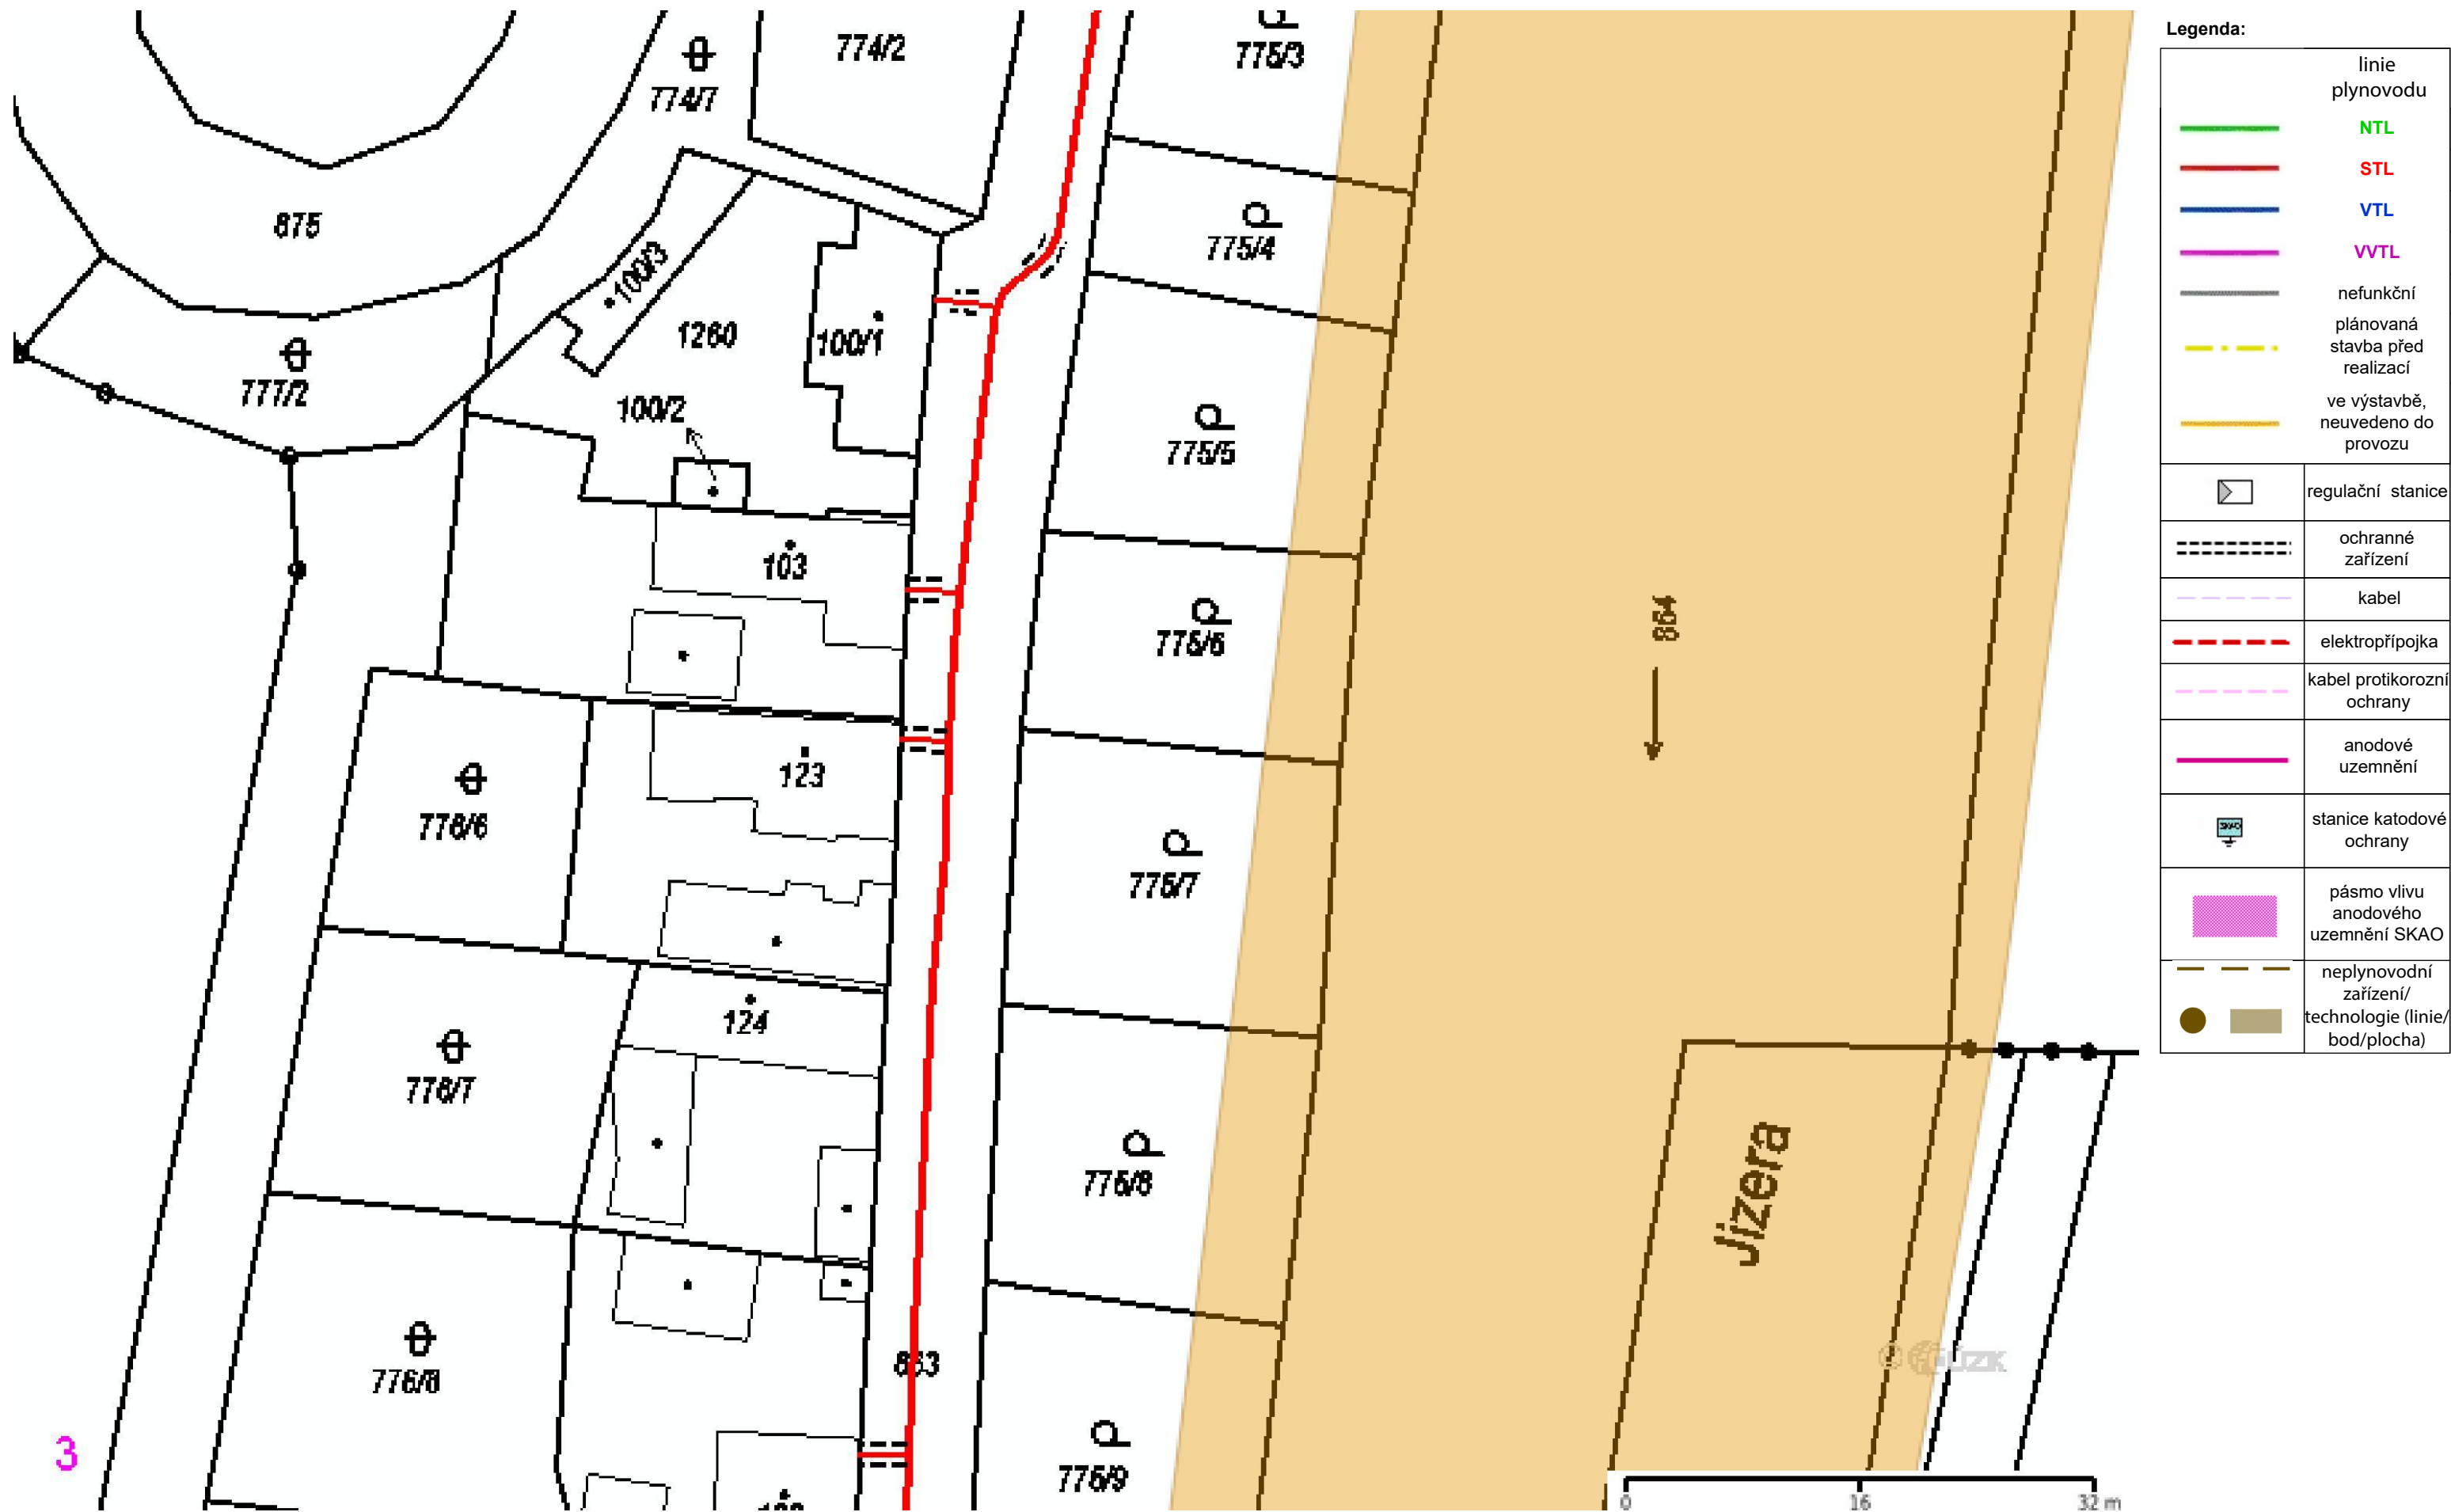 774/2
775/3
774/7
875
775/4
100/3
1260
100/1
777/2
100/2
775/5
103
864
775/6
123
776/6
775/7
124
776/7
Jizera
775/8
863
776/8
775/9
3
0 16 32 m
Legenda:
linie
plynovodu
NTL
STL
VTL
VVTL
nefunkční
plánovaná
stavba před
realizací
ve výstavbě,
neuvedeno do
provozu
regulační stanice
ochranné
zařízení
kabel
elektropřípojka
kabel protikorozní
ochrany
anodové
uzemnění
SKAO
stanice katodové
ochrany
pásmo vlivu
anodového
uzemnění SKAO
neplynovodní
zařízení/
technologie (linie/
bod/plocha)